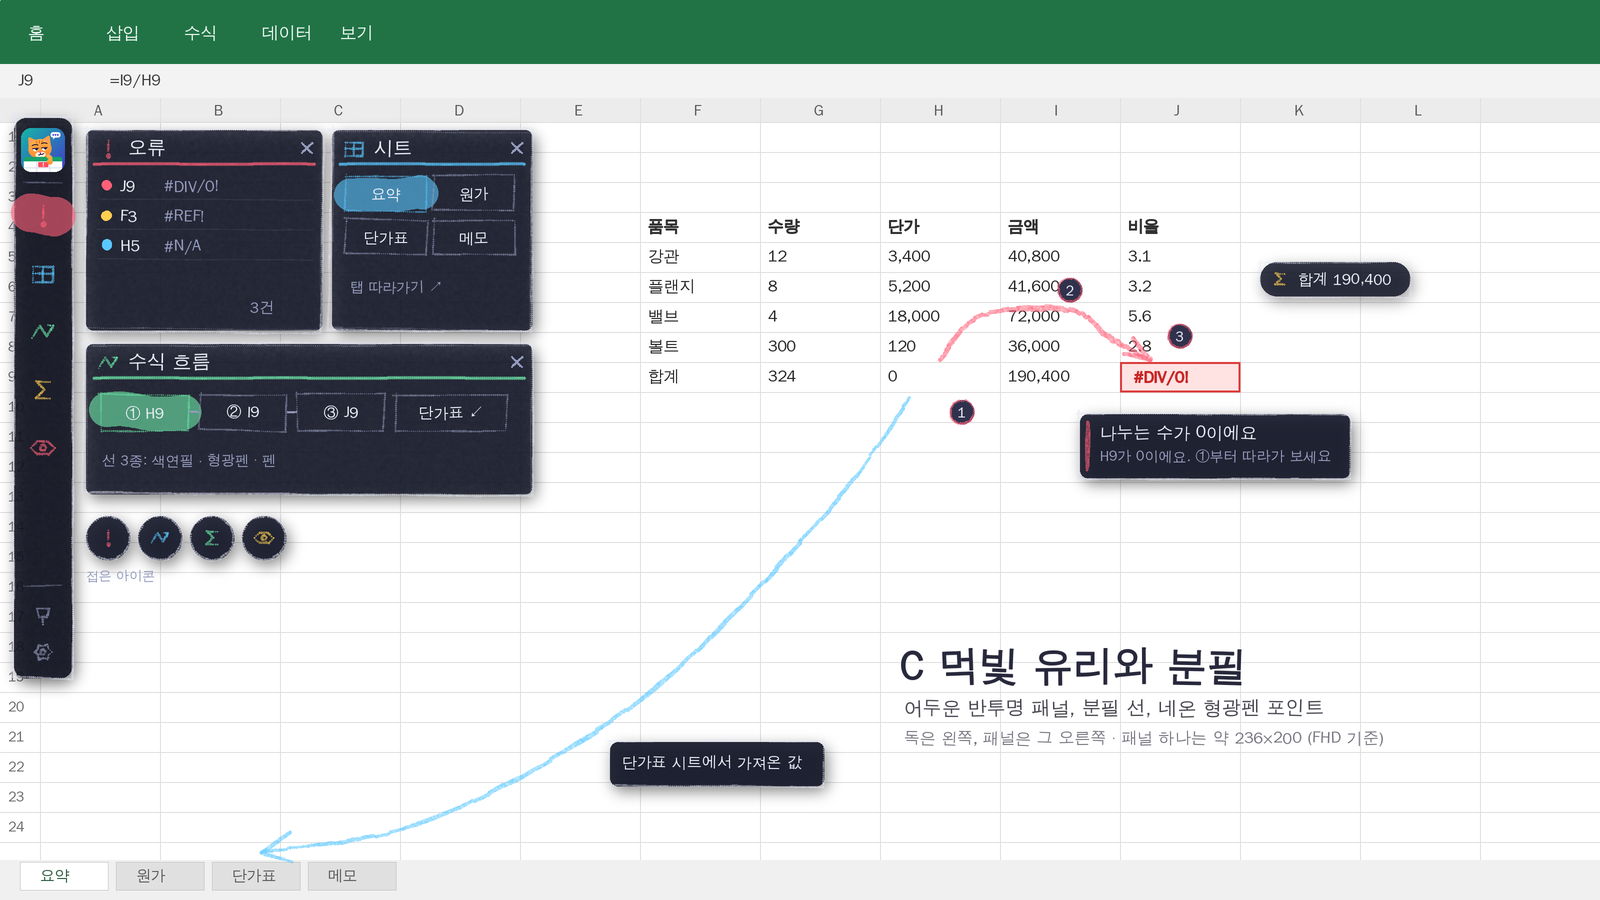 홈 삽입 수식 데이터 보기
J9 =I9/H9
A B C D E F G H I J K L
오류
J9 #DIV/0!
F3 #REF!
H5 #N/A
3건
시트
요약 원가
단가표 메모
탭 따라가기 ↗
수식 흐름
① H9 ② I9 ③ J9 단가표 ↙
선 3종: 색연필 · 형광펜 · 펜
접은 아이콘
품목 수량 단가 금액 비율
강관 12 3,400 40,800 3.1
플랜지 8 5,200 41,600 3.2
밸브 4 18,000 72,000 5.6
볼트 300 120 36,000 2.8
합계 324 0 190,400 #DIV/0!
2
3
1
Σ 합계 190,400
나누는 수가 0이에요
H9가 0이에요. ①부터 따라가 보세요
C 먹빛 유리와 분필
어두운 반투명 패널, 분필 선, 네온 형광펜 포인트
독은 왼쪽, 패널은 그 오른쪽 · 패널 하나는 약 236×200 (FHD 기준)
단가표 시트에서 가져온 값
20
21
22
23
24
요약 원가 단가표 메모